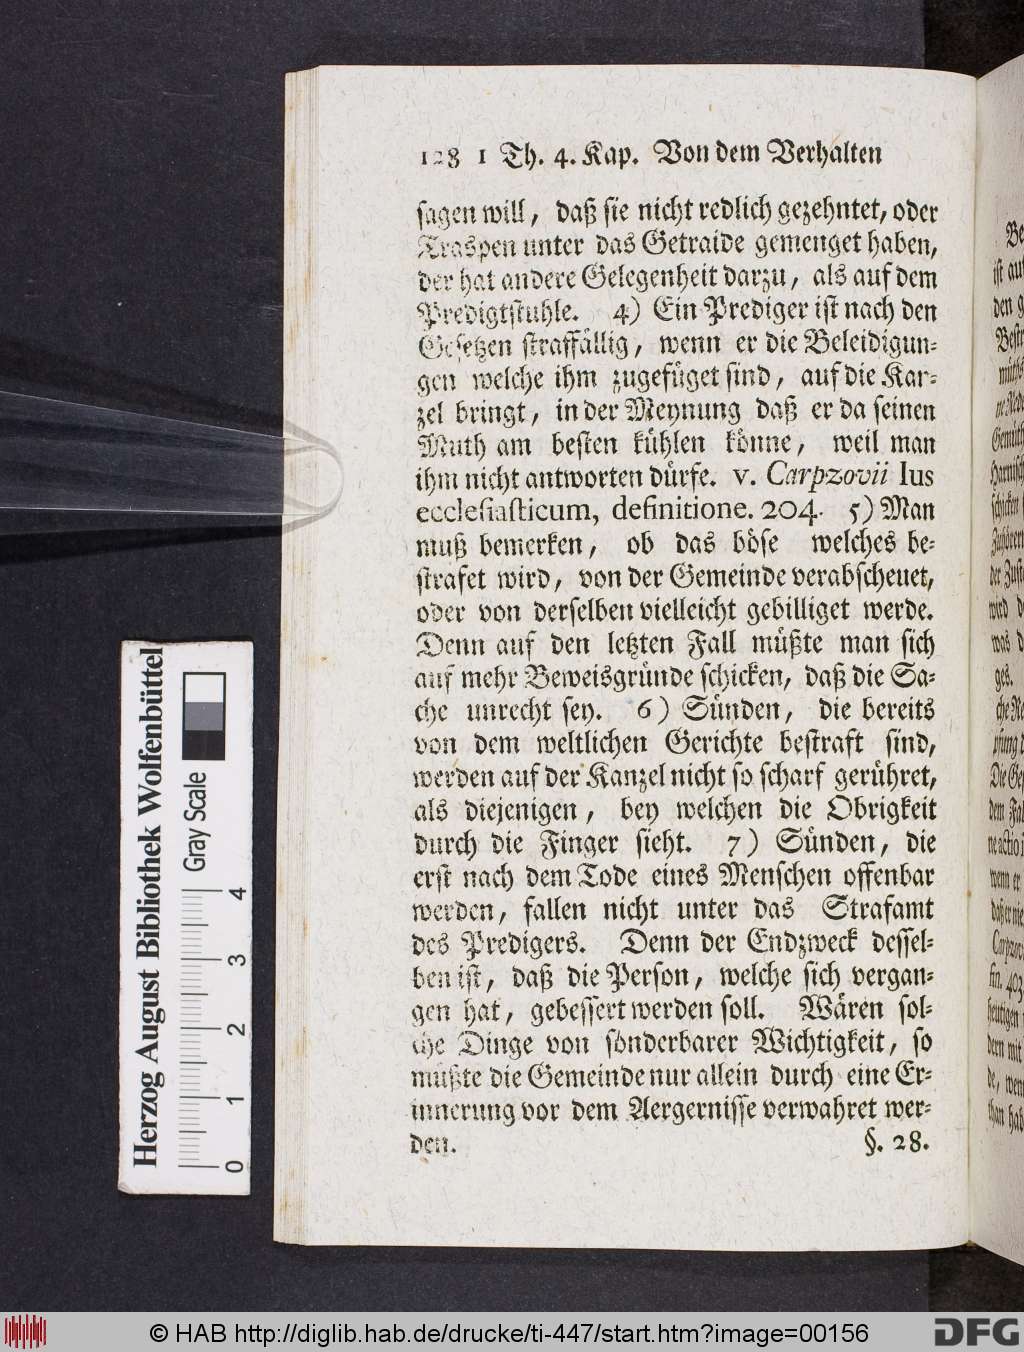 128 1 Th. 4. Kap. Von dem Verhalten
sagen will, daß sie nicht redlich gezehntet, oder
Traspen unter das Getraide gemenget haben,
der hat andere Gelegenheit darzu, als auf dem
Predigtstuhle. 4) Ein Prediger ist nach den
Gesetzen straffällig, wenn er die Beleidigun-
gen welche ihm zugefüget sind, auf die Kan-
zel bringt, in der Meynung daß er da seinen
Muth am besten kühlen könne, weil man
ihm nicht antworten dürfe. v. Carpzovii Ius
ecclesiasticum, definitione. 204. 5) Man
muß bemerken, ob das böse welches be-
strafet wird, von der Gemeinde verabscheuet,
oder von derselben vielleicht gebilliget werde.
Denn auf den letzten Fall müßte man sich
auf mehr Beweisgründe schicken, daß die Sa-
che unrecht sey. 6) Sünden, die bereits
von dem weltlichen Gerichte bestraft sind,
werden auf der Kanzel nicht so scharf gerühret,
als diejenigen, bey welchen die Obrigkeit
durch die Finger sieht. 7) Sünden, die
erst nach dem Tode eines Menschen offenbar
werden, fallen nicht unter das Strafamt
des Predigers. Denn der Endzweck dessel-
ben ist, daß die Person, welche sich vergan-
gen hat, gebessert werden soll. Wären sol-
che Dinge von sonderbarer Wichtigkeit, so
müßte die Gemeinde nur allein durch eine Er-
innerung vor dem Aergernisse verwahret wer-
den. §. 28.
Herzog August Bibliothek Wolfenbüttel
Gray Scale
0 1 2 3 4
© HAB http://diglib.hab.de/drucke/ti-447/start.htm?image=00156
DFG